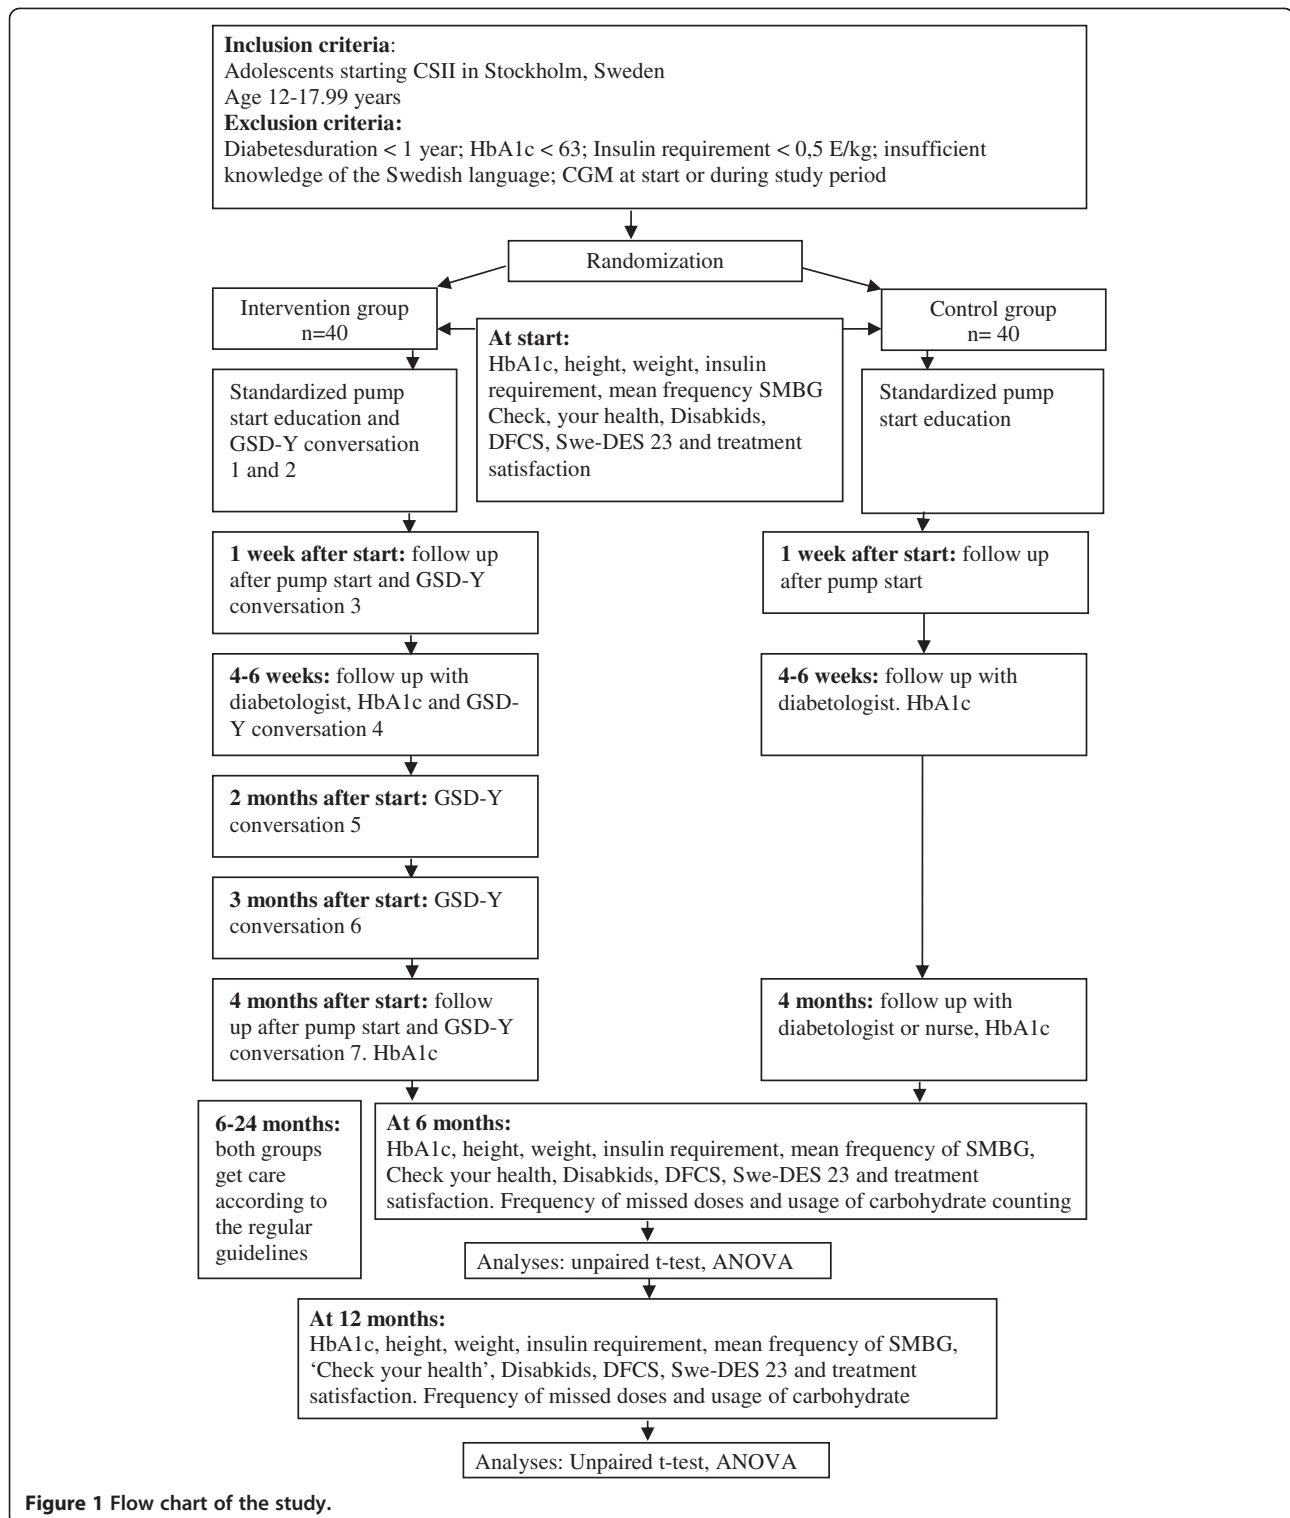 Inclusion criteria:
Adolescents starting CSII in Stockholm, Sweden
Age 12-17.99 years
Exclusion criteria:
Diabetesduration < 1 year; HbA1c < 63; Insulin requirement < 0,5 E/kg; insufficient
knowledge of the Swedish language; CGM at start or during study period
Randomization
Intervention group
n=40
Control group
n= 40
At start:
HbA1c, height, weight, insulin
requirement, mean frequency SMBG
Check, your health, Disabkids,
DFCS, Swe-DES 23 and treatment
satisfaction
Standardized pump
start education and
GSD-Y conversation
1 and 2
Standardized pump
start education
1 week after start: follow up
after pump start and GSD-Y
conversation 3
1 week after start: follow up
after pump start
4-6 weeks: follow up with
diabetologist, HbA1c and GSD-
Y conversation 4
4-6 weeks: follow up with
diabetologist. HbA1c
2 months after start: GSD-Y
conversation 5
3 months after start: GSD-Y
conversation 6
4 months after start: follow
up after pump start and GSD-Y
conversation 7. HbA1c
4 months: follow up with
diabetologist or nurse, HbA1c
6-24 months:
both groups
get care
according to
the regular
guidelines
At 6 months:
HbA1c, height, weight, insulin requirement, mean frequency of SMBG,
Check your health, Disabkids, DFCS, Swe-DES 23 and treatment
satisfaction. Frequency of missed doses and usage of carbohydrate counting
Analyses: unpaired t-test, ANOVA
At 12 months:
HbA1c, height, weight, insulin requirement, mean frequency of SMBG,
‘Check your health’, Disabkids, DFCS, Swe-DES 23 and treatment
satisfaction. Frequency of missed doses and usage of carbohydrate
Analyses: Unpaired t-test, ANOVA
Figure 1 Flow chart of the study.